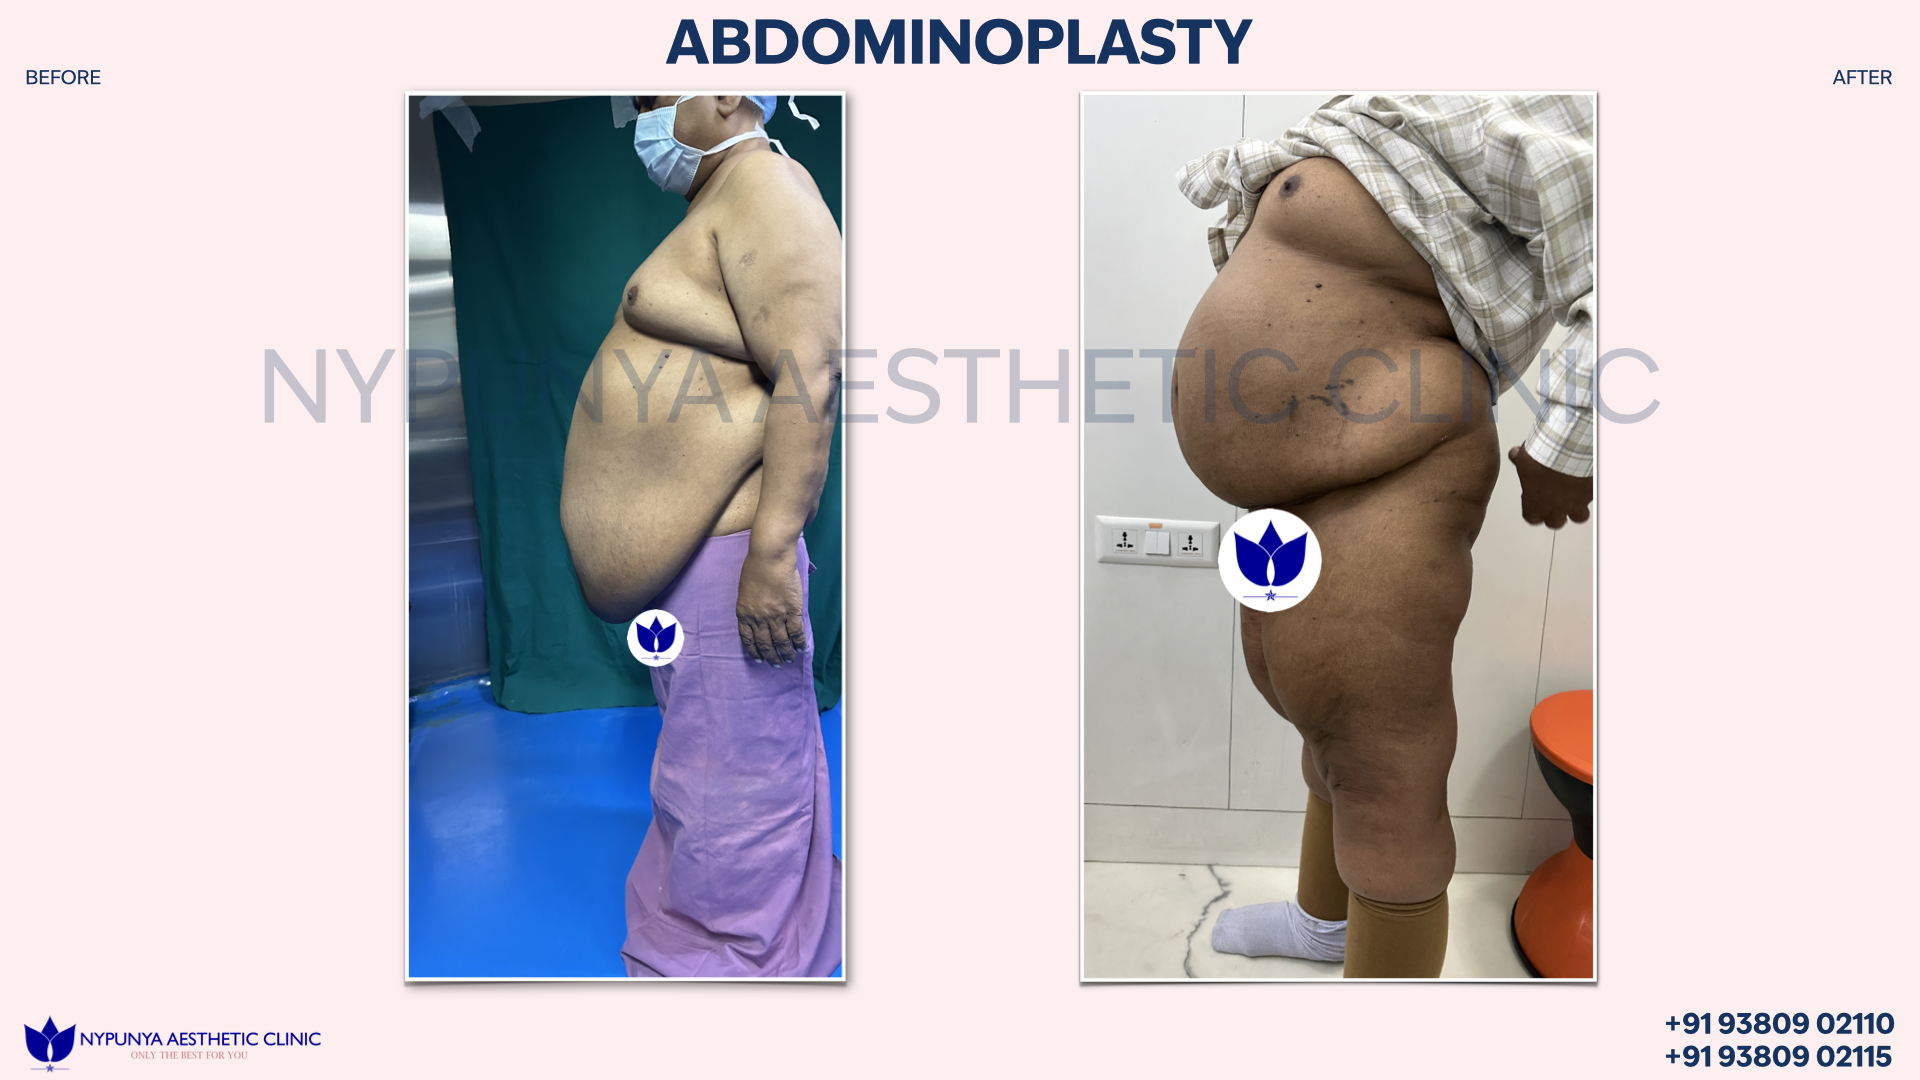 ABDOMINOPLASTY
BEFORE
AFTER
NYPUNYA AESTHETIC CLINIC
NYPUNYA AESTHETIC CLINIC
ONLY THE BEST FOR YOU
+91 93809 02110
+91 93809 02115